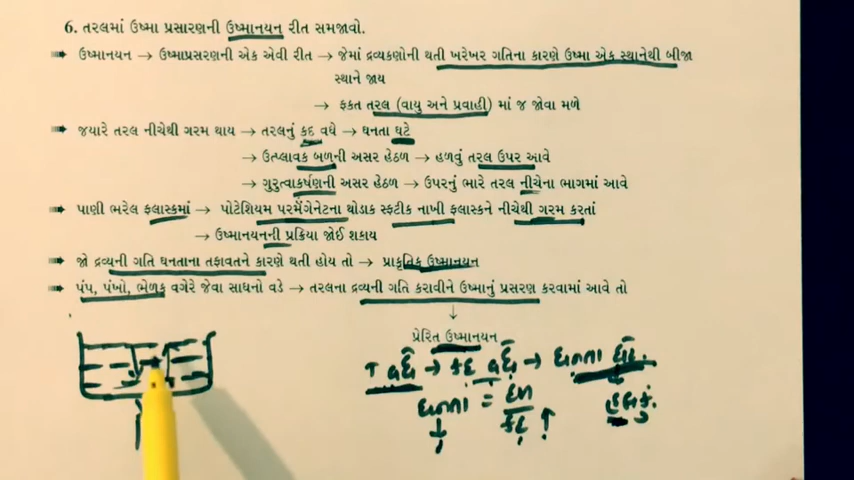 6. તરલમાં ઉષ્મા પ્રસારણની ઉષ્માનયન રીત સમજાવો.
➠ ઉષ્માનયન → ઉષ્માપ્રસરણની એક એવી રીત → જેમાં દ્રવ્યકણોની થતી ખરેખર ગતિના કારણે ઉષ્મા એક સ્થાનેથી બીજા
સ્થાને જાય
→ ફકત તરલ (વાયુ અને પ્રવાહી) માં જ જોવા મળે
➠ જયારે તરલ નીચેથી ગરમ થાય → તરલનું કદ વધે → ઘનતા ઘટે
→ ઉત્પ્લાવક બળની અસર હેઠળ → હળવું તરલ ઉપર આવે
→ ગુરુત્વાકર્ષણની અસર હેઠળ → ઉપરનું ભારે તરલ નીચેના ભાગમાં આવે
➠ પાણી ભરેલ ફલાસ્કમાં → પોટેશિયમ પરમેંગેનેટના થોડાક સ્ફટીક નાખી ફલાસ્કને નીચેથી ગરમ કરતાં
→ ઉષ્માનયનની પ્રક્રિયા જોઈ શકાય
➠ જો દ્રવ્યની ગતિ ઘનતાના તફાવતને કારણે થતી હોય તો → પ્રાકૃતિક ઉષ્માનયન
➠ પંપ, પંખો, ભેળક વગેરે જેવા સાધનો વડે → તરલના દ્રવ્યની ગતિ કરાવીને ઉષ્માનું પ્રસરણ કરવામાં આવે તો
↓
પ્રેરિત ઉષ્માનયન
↑ વધે → કદ વધે → ઘનતા ઘટે.
ઘનતા = દળ / કદ ↑
↓